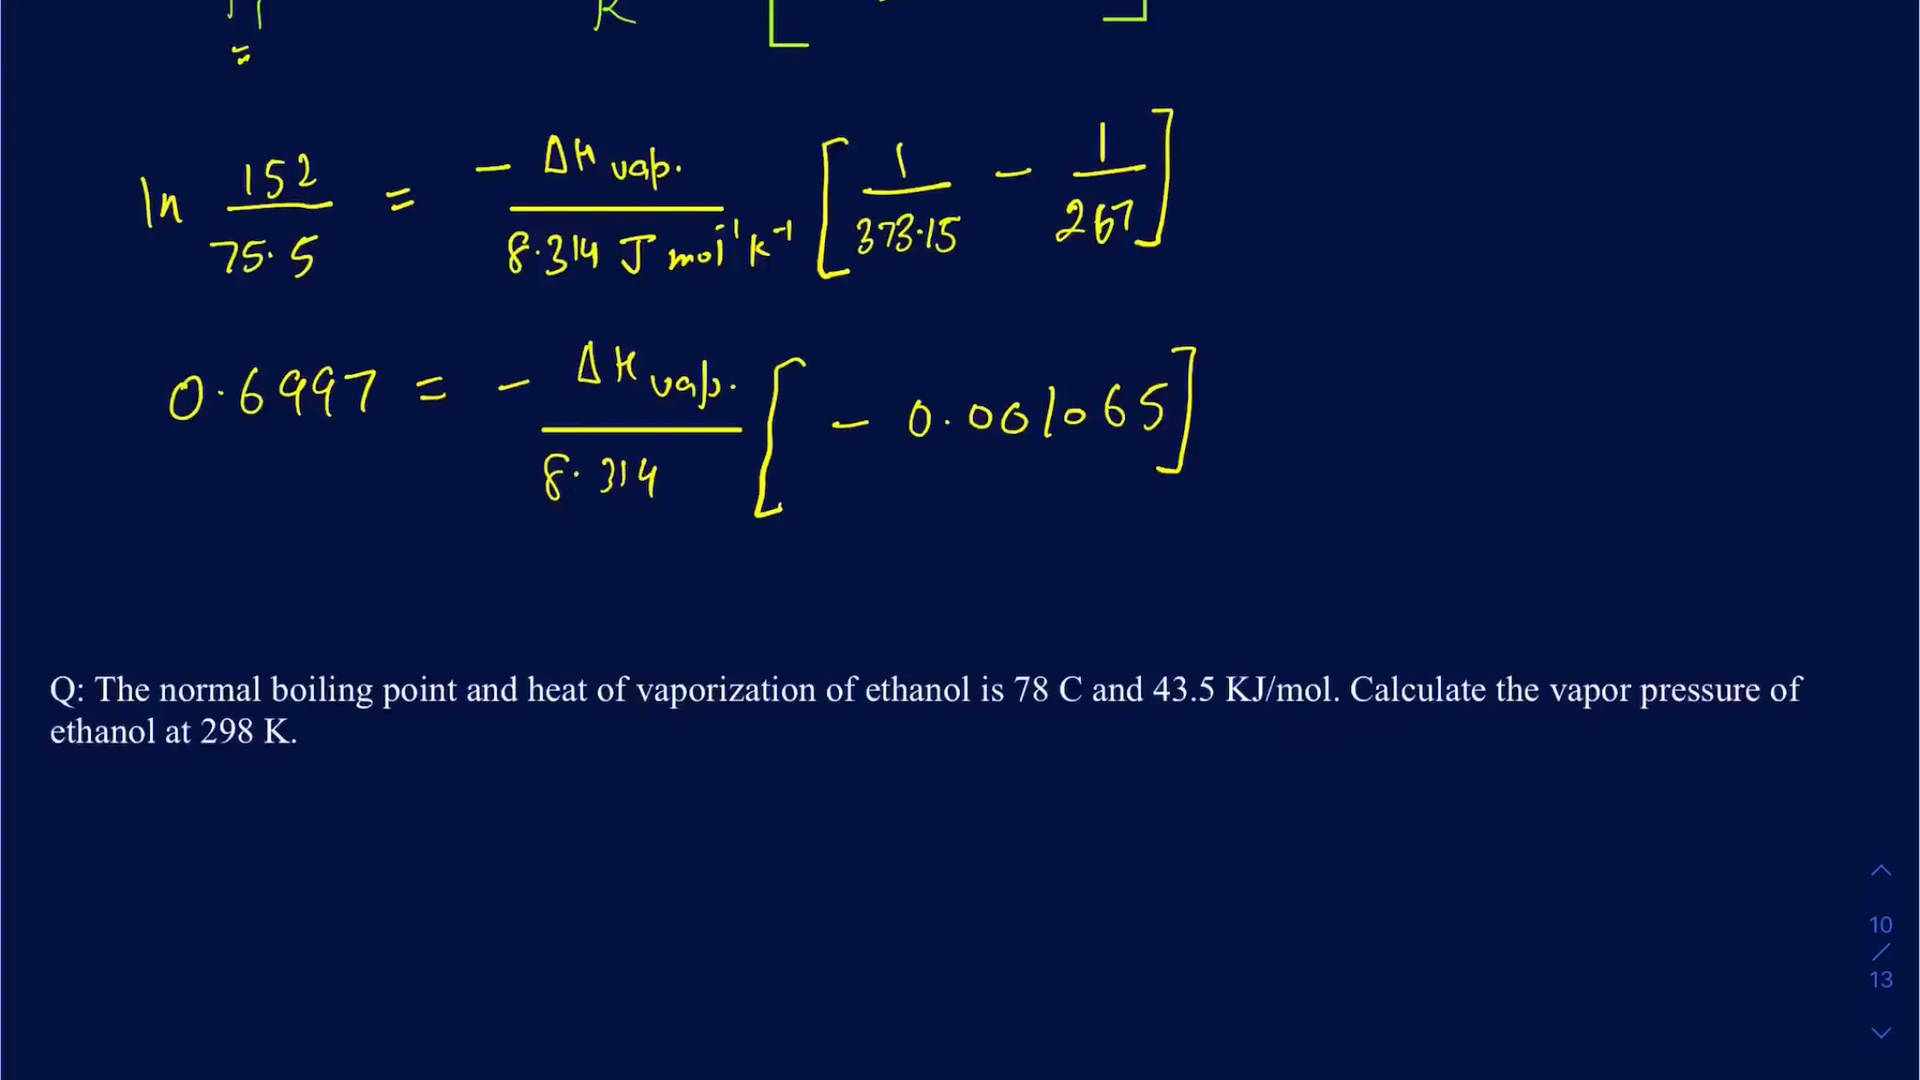 ln 152/75.5 = - ΔH vap. / 8.314 J mol⁻¹ k⁻¹ [1/373.15 - 1/267]
0.6997 = - ΔH vap. / 8.314 [- 0.001065]
Q: The normal boiling point and heat of vaporization of ethanol is 78 C and 43.5 KJ/mol. Calculate the vapor pressure of
ethanol at 298 K.
10
/
13